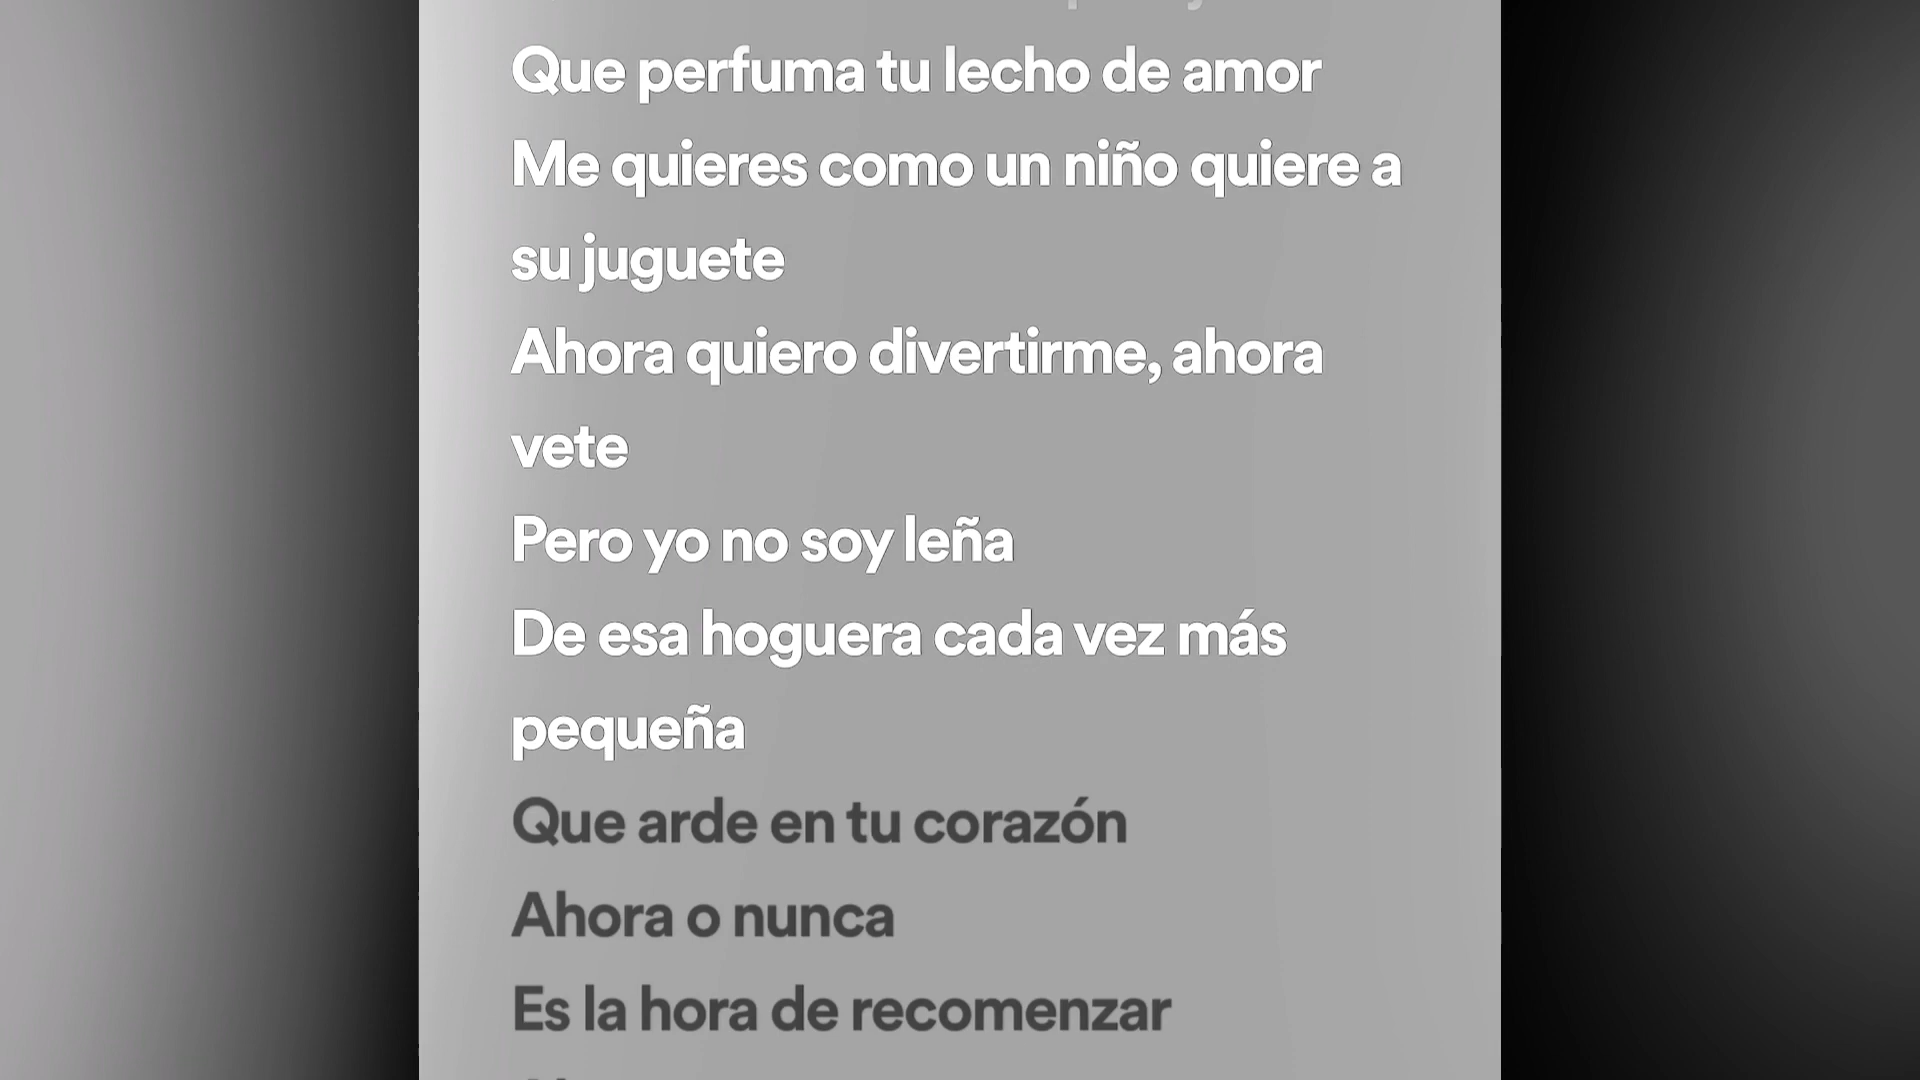 Que perfuma tu lecho de amor
Me quieres como un niño quiere a
su juguete
Ahora quiero divertirme, ahora
vete
Pero yo no soy leña
De esa hoguera cada vez más
pequeña
Que arde en tu corazón
Ahora o nunca
Es la hora de recomenzar